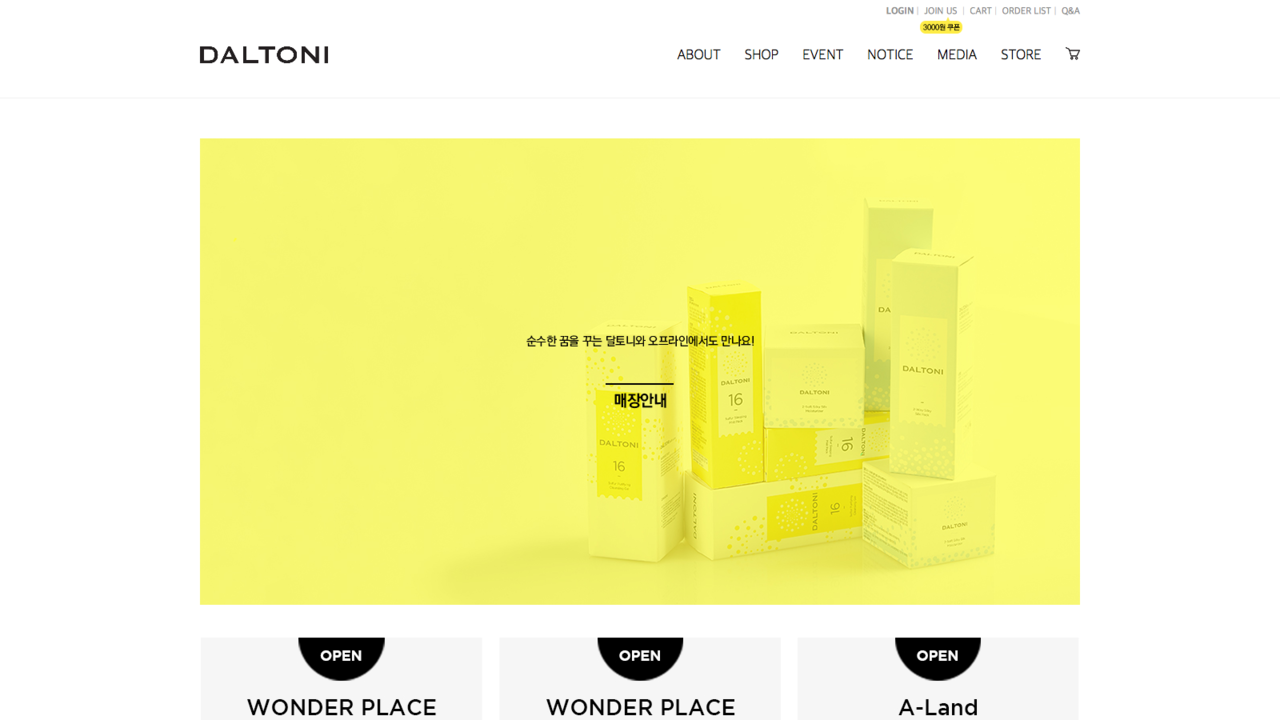 LOGIN | JOIN US | CART | ORDER LIST | Q&A
3000원 쿠폰
DALTONI
ABOUT SHOP EVENT NOTICE MEDIA STORE
순수한 꿈을 꾸는 달토니와 오프라인에서도 만나요!
매장안내
DALTONI
16
DALTONI
16
DALTONI
DALTONI
DALTONI
16
DALTONI
16
DALTONI
OPEN
WONDER PLACE
OPEN
WONDER PLACE
OPEN
A-Land